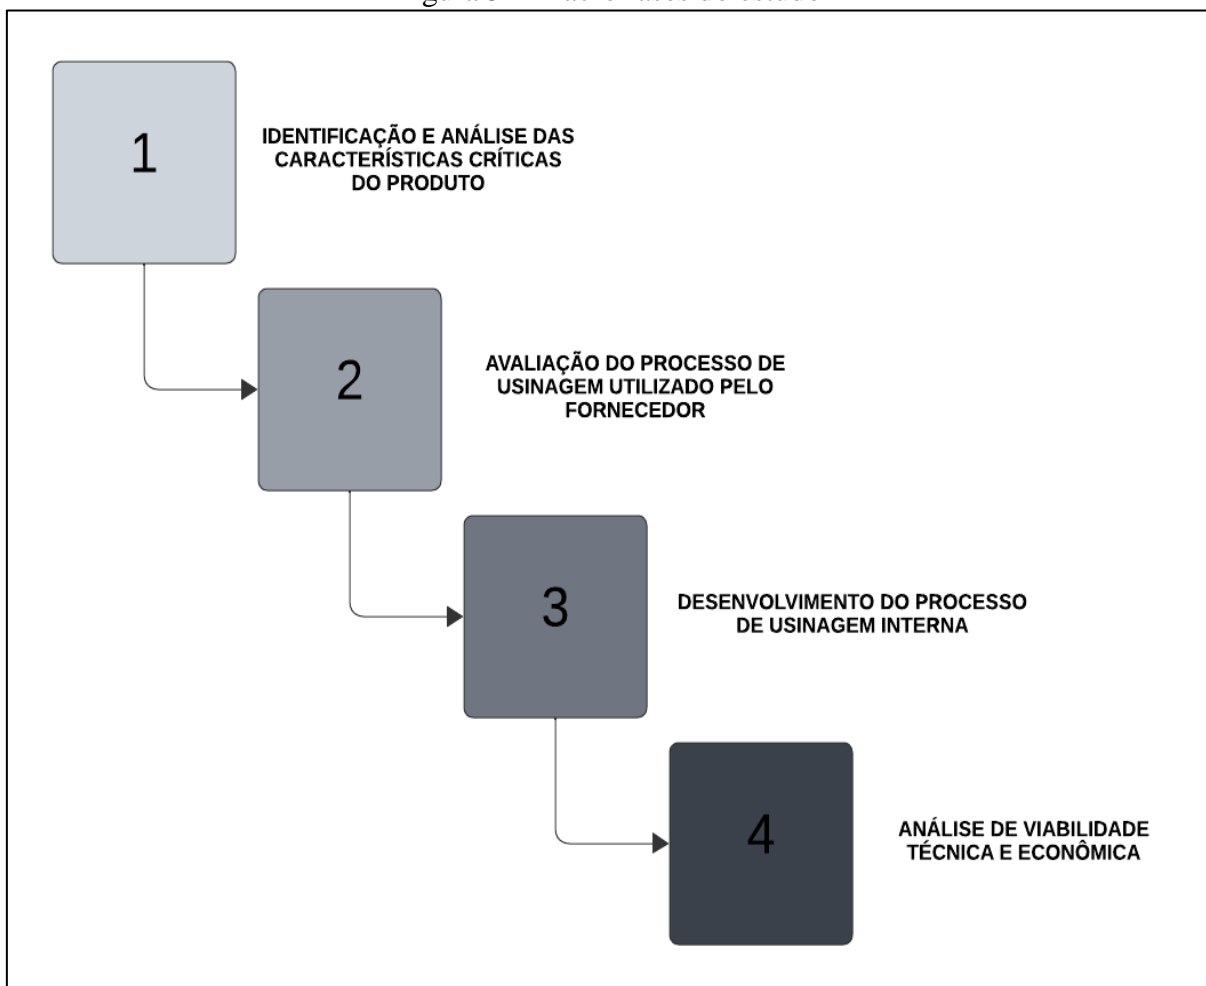 1
IDENTIFICAÇÃO E ANÁLISE DAS
CARACTERÍSTICAS CRÍTICAS
DO PRODUTO
2
AVALIAÇÃO DO PROCESSO DE
USINAGEM UTILIZADO PELO
FORNECEDOR
3
DESENVOLVIMENTO DO PROCESSO
DE USINAGEM INTERNA
4
ANÁLISE DE VIABILIDADE
TÉCNICA E ECONÔMICA